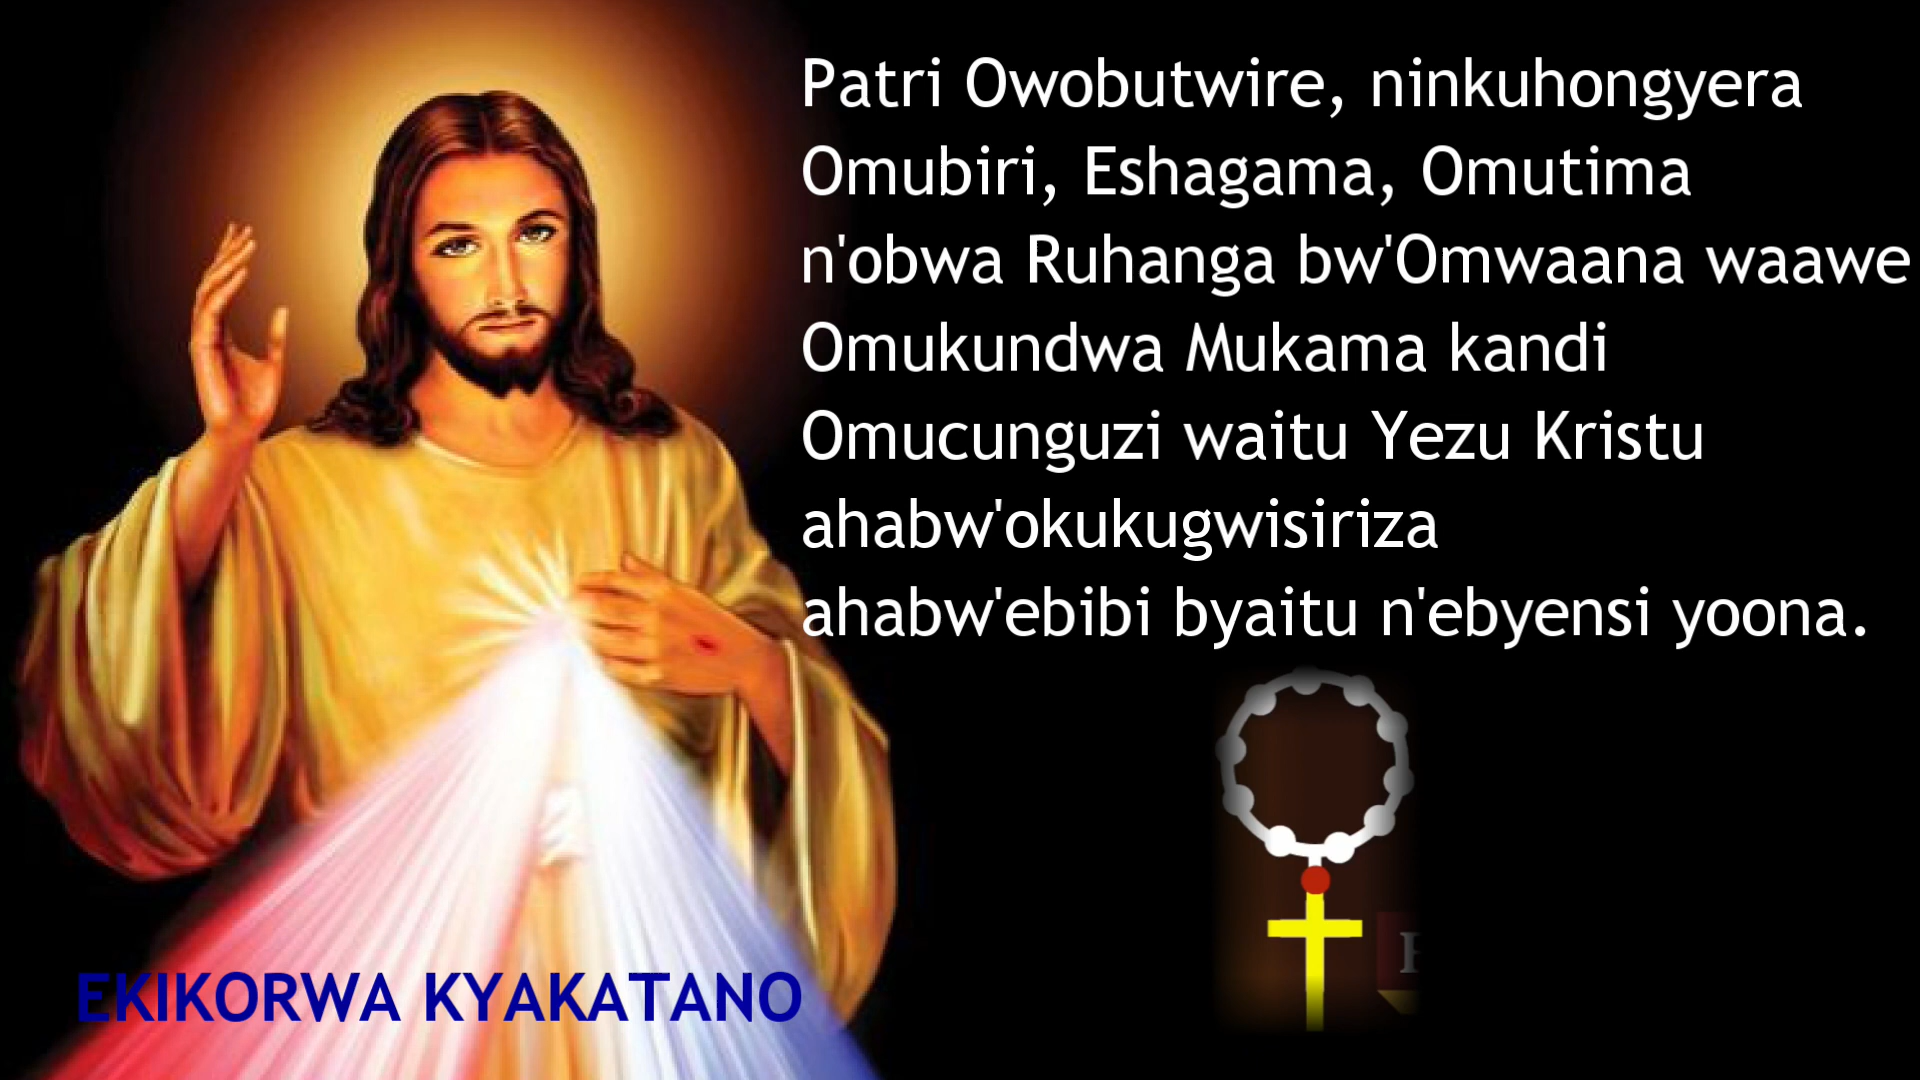 Patri Owobutwire, ninkuhongyera
Omubiri, Eshagama, Omutima
n'obwa Ruhanga bw'Omwaana waawe
Omukundwa Mukama kandi
Omucunguzi waitu Yezu Kristu
ahabw'okukugwisiriza
ahabw'ebibi byaitu n'ebyensi yoona.
EKIKORWA KYAKATANO